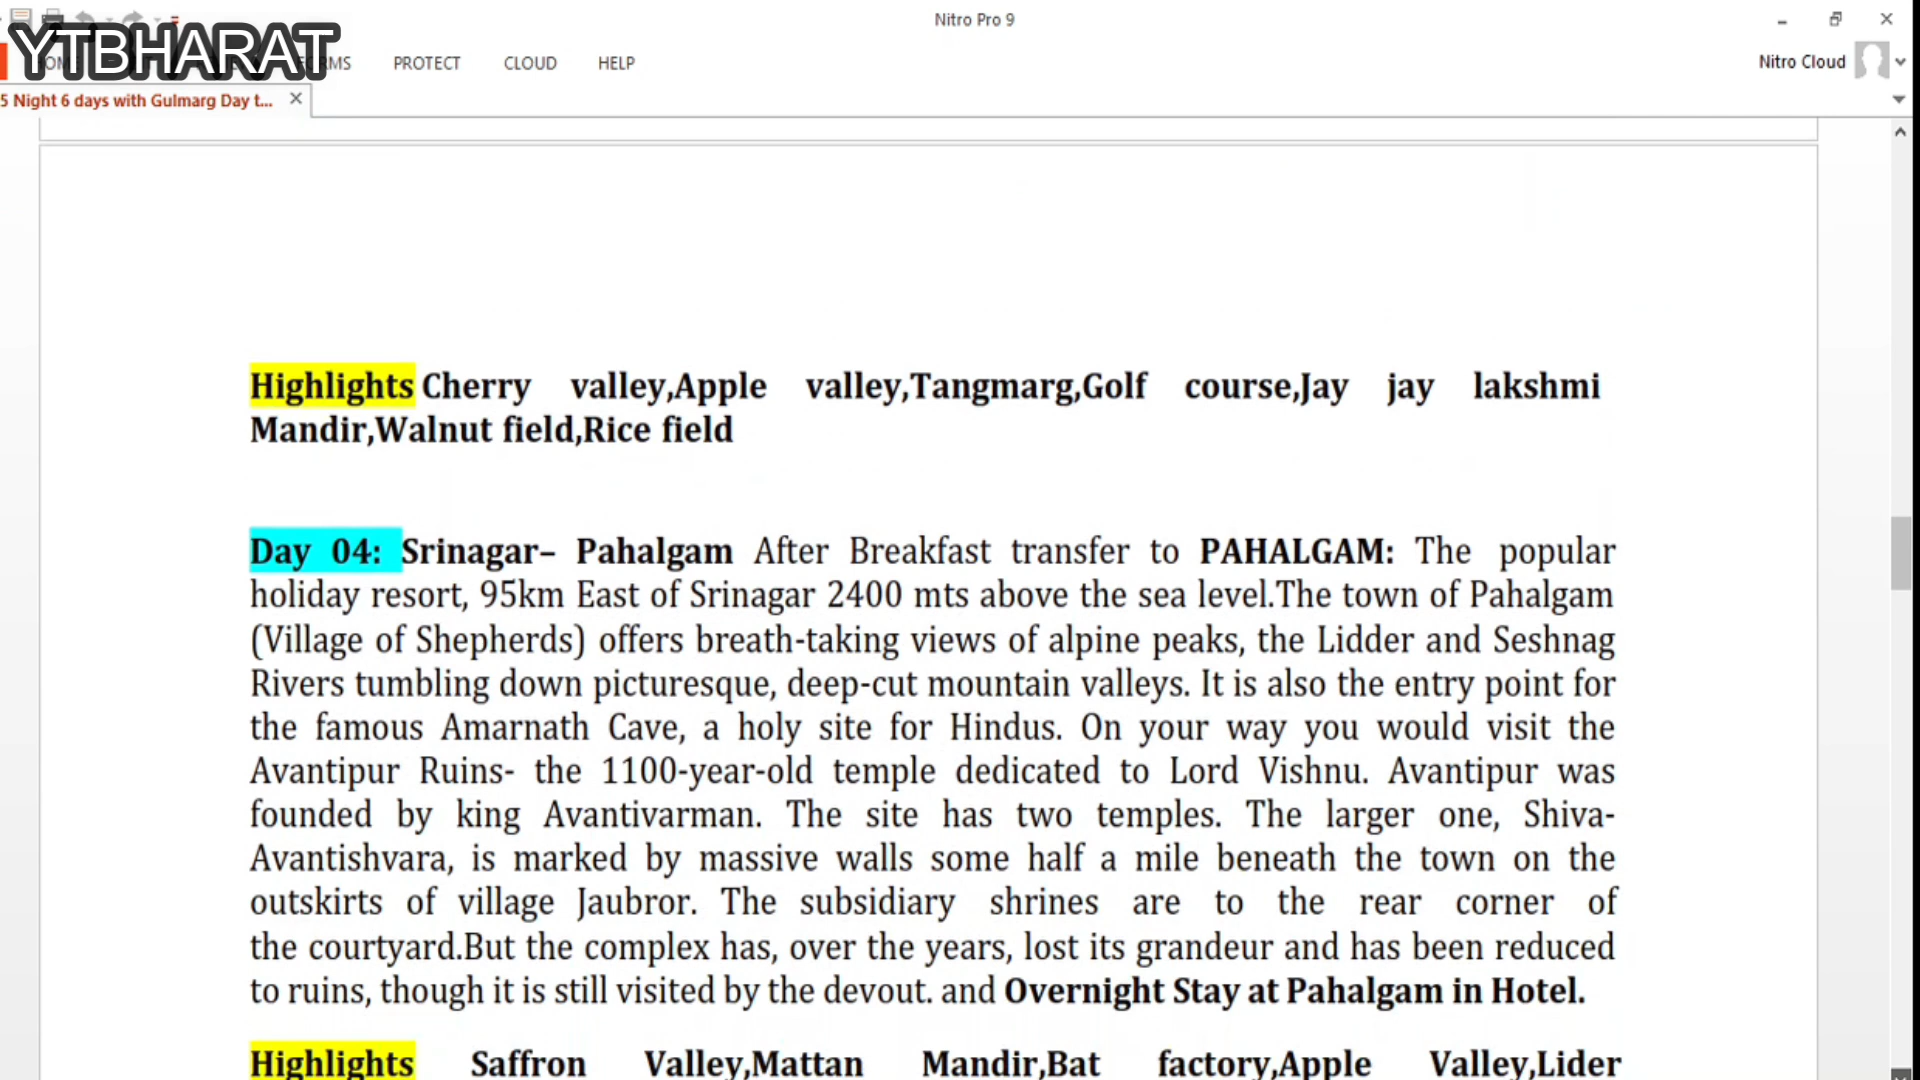 Nitro Pro 9
YTBHARAT
PROTECT CLOUD HELP
Nitro Cloud
5 Night 6 days with Gulmarg Day t...
Highlights Cherry valley,Apple valley,Tangmarg,Golf course,Jay jay lakshmi
Mandir,Walnut field,Rice field
Day 04: Srinagar– Pahalgam After Breakfast transfer to PAHALGAM: The popular
holiday resort, 95km East of Srinagar 2400 mts above the sea level.The town of Pahalgam
(Village of Shepherds) offers breath-taking views of alpine peaks, the Lidder and Seshnag
Rivers tumbling down picturesque, deep-cut mountain valleys. It is also the entry point for
the famous Amarnath Cave, a holy site for Hindus. On your way you would visit the
Avantipur Ruins- the 1100-year-old temple dedicated to Lord Vishnu. Avantipur was
founded by king Avantivarman. The site has two temples. The larger one, Shiva-
Avantishvara, is marked by massive walls some half a mile beneath the town on the
outskirts of village Jaubror. The subsidiary shrines are to the rear corner of
the courtyard.But the complex has, over the years, lost its grandeur and has been reduced
to ruins, though it is still visited by the devout. and Overnight Stay at Pahalgam in Hotel.
Highlights Saffron Valley,Mattan Mandir,Bat factory,Apple Valley,Lider